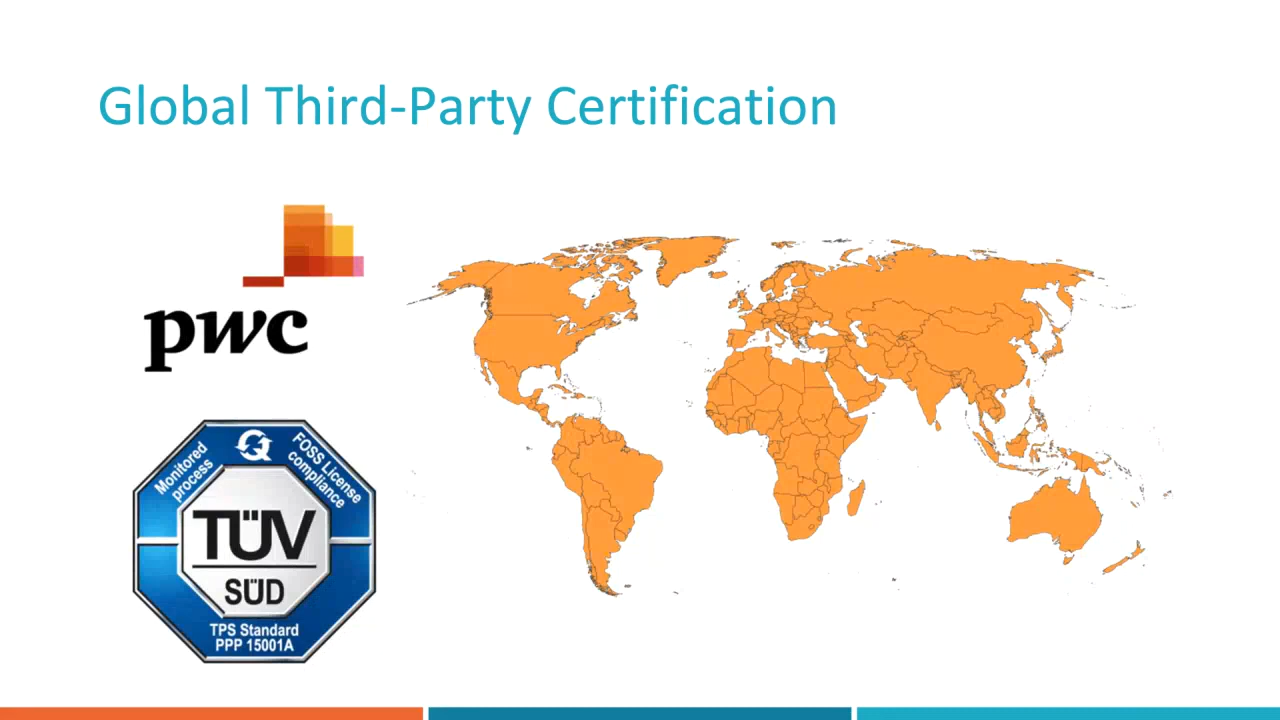 Global Third-Party Certification
pwc
Monitored
process
FOSS License
compliance
TÜV
SÜD
TPS Standard
PPP 15001A